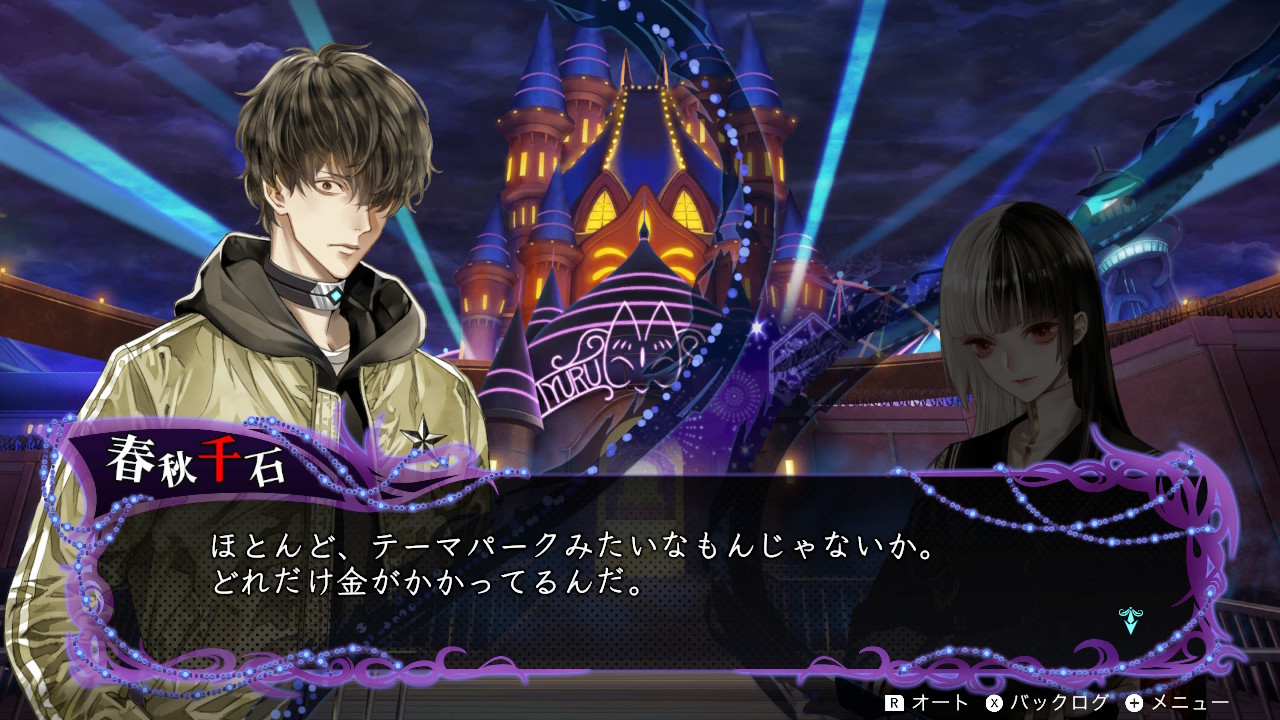 YURU
春秋千石
ほとんど、テーマパークみたいなもんじゃないか。
どれだけ金がかかってるんだ。
R オート X バックログ + メニュー